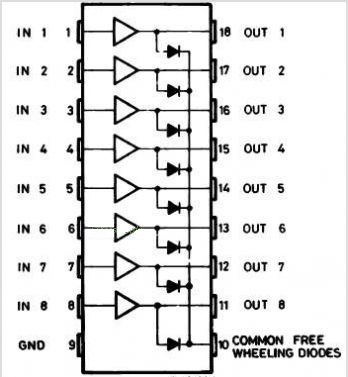 IN 1 1 18 OUT 1
IN 2 2 17 OUT 2
IN 3 3 16 OUT 3
IN 4 4 15 OUT 4
IN 5 5 14 OUT 5
IN 6 6 13 OUT 6
IN 7 7 12 OUT 7
IN 8 8 11 OUT 8
GND 9 10 COMMON FREE
WHEELING DIODES